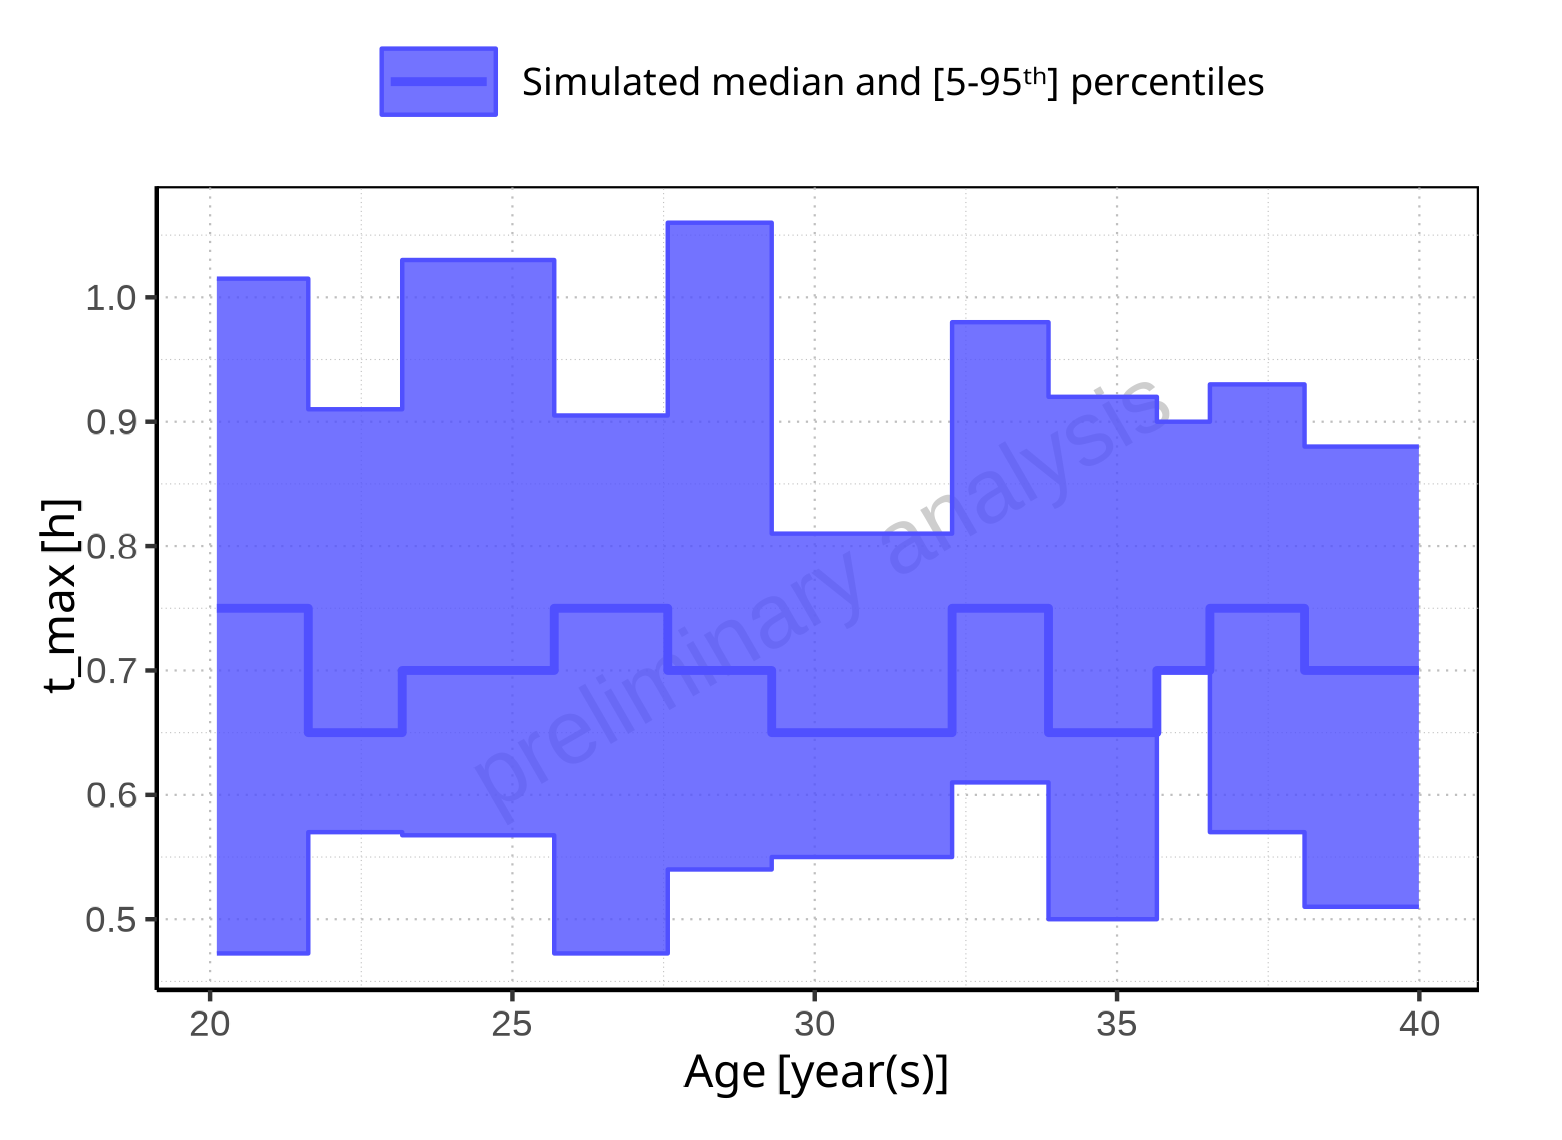 Simulated median and [5-95ᵗʰ] percentiles
1.0
0.9
0.8
0.7
0.6
0.5
t_max [h]
preliminary analysis
20 25 30 35 40
Age [year(s)]